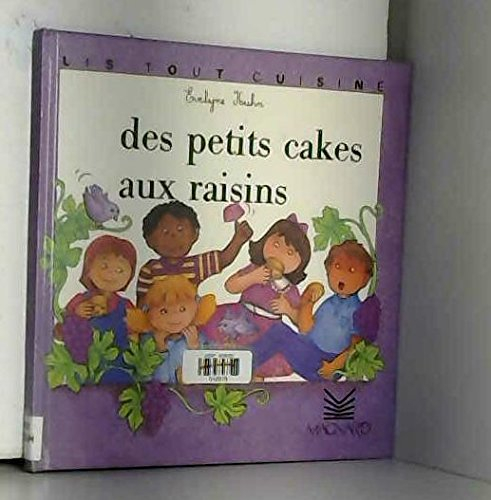 LIS TOUT CUISINE
Evelyne Kuhn
des petits cakes
aux raisins
MAGNARD